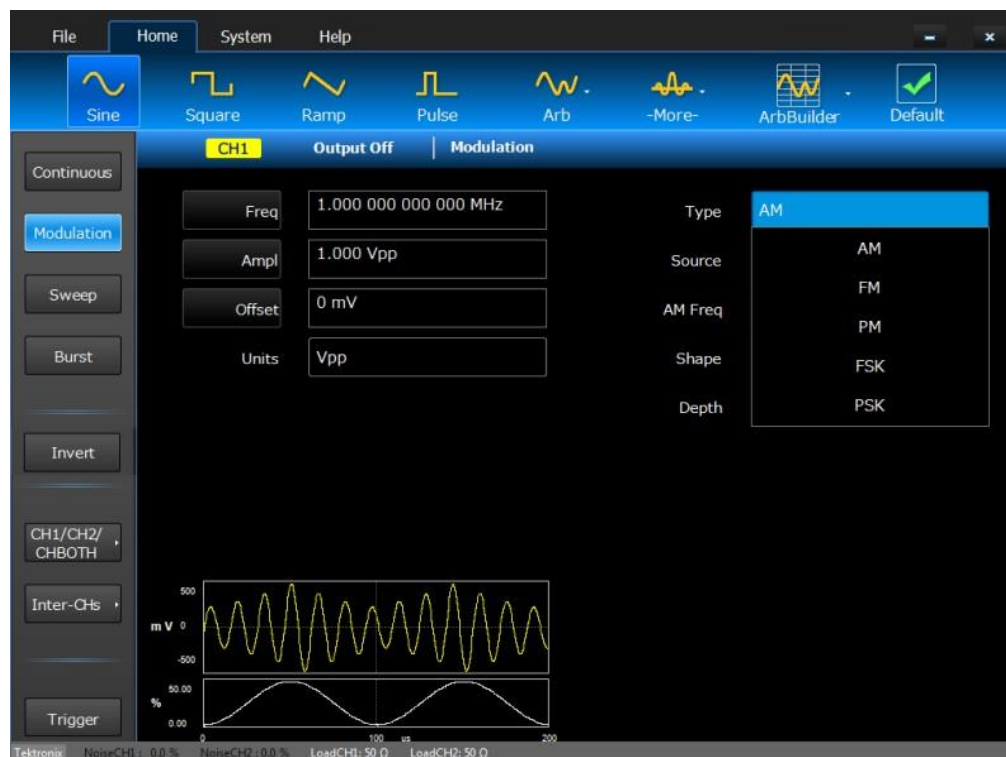 File Home System Help
Sine Square Ramp Pulse Arb -More- ArbBuilder Default
CH1 Output Off Modulation
Continuous
Modulation
Sweep
Burst
Invert
CH1/CH2/
CHBOTH
Inter-CHs
Trigger
Freq 1.000 000 000 000 MHz
Ampl 1.000 Vpp
Offset 0 mV
Units Vpp
Type AM
Source
AM Freq
Shape
Depth
AM
FM
PM
FSK
PSK
500
mV 0
-500
50.00
%
0.00
0 100 us 200
Tektronix NoiseCH1 : 0.0 % NoiseCH2 : 0.0 % LoadCH1: 50 Ω LoadCH2: 50 Ω